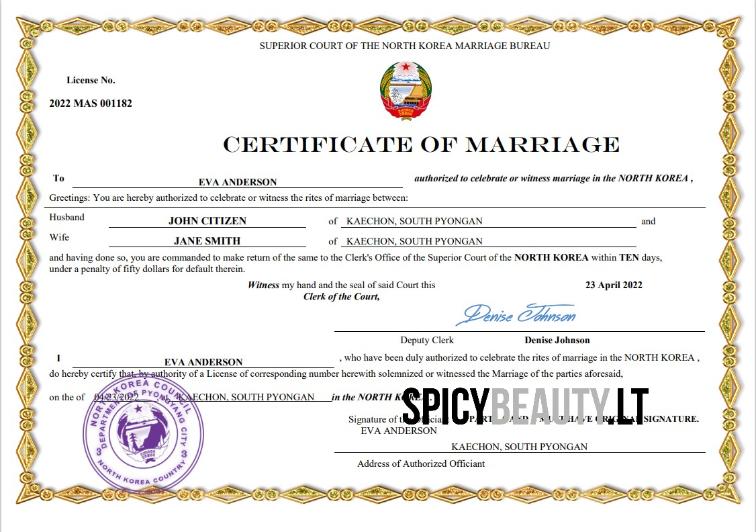 SUPERIOR COURT OF THE NORTH KOREA MARRIAGE BUREAU
License No.
2022 MAS 001182
CERTIFICATE OF MARRIAGE
To EVA ANDERSON authorized to celebrate or witness marriage in the NORTH KOREA ,
Greetings: You are hereby authorized to celebrate or witness the rites of marriage between:
Husband JOHN CITIZEN of KAECHON, SOUTH PYONGAN and
Wife JANE SMITH of KAECHON, SOUTH PYONGAN
and having done so, you are commanded to make return of the same to the Clerk's Office of the Superior Court of the NORTH KOREA within TEN days,
under a penalty of fifty dollars for default therein.
Witness my hand and the seal of said Court this 23 April 2022
Clerk of the Court,
Denise Johnson
Deputy Clerk Denise Johnson
I EVA ANDERSON , who have been duly authorized to celebrate the rites of marriage in the NORTH KOREA ,
do hereby certify that, by authority of a License of corresponding number herewith solemnized or witnessed the Marriage of the parties aforesaid,
on the of 04/23/2022 , KAECHON, SOUTH PYONGAN in the NORTH KOREA.
SPICYBEAUTY.LT
Signature of the Official HAVE ORIGINAL SIGNATURE.
EVA ANDERSON
KAECHON, SOUTH PYONGAN
Address of Authorized Officiant
NORTH KOREA COUNCIL
DEPARTMENT PYONGYANG CITY
NORTH KOREA COUNTRY